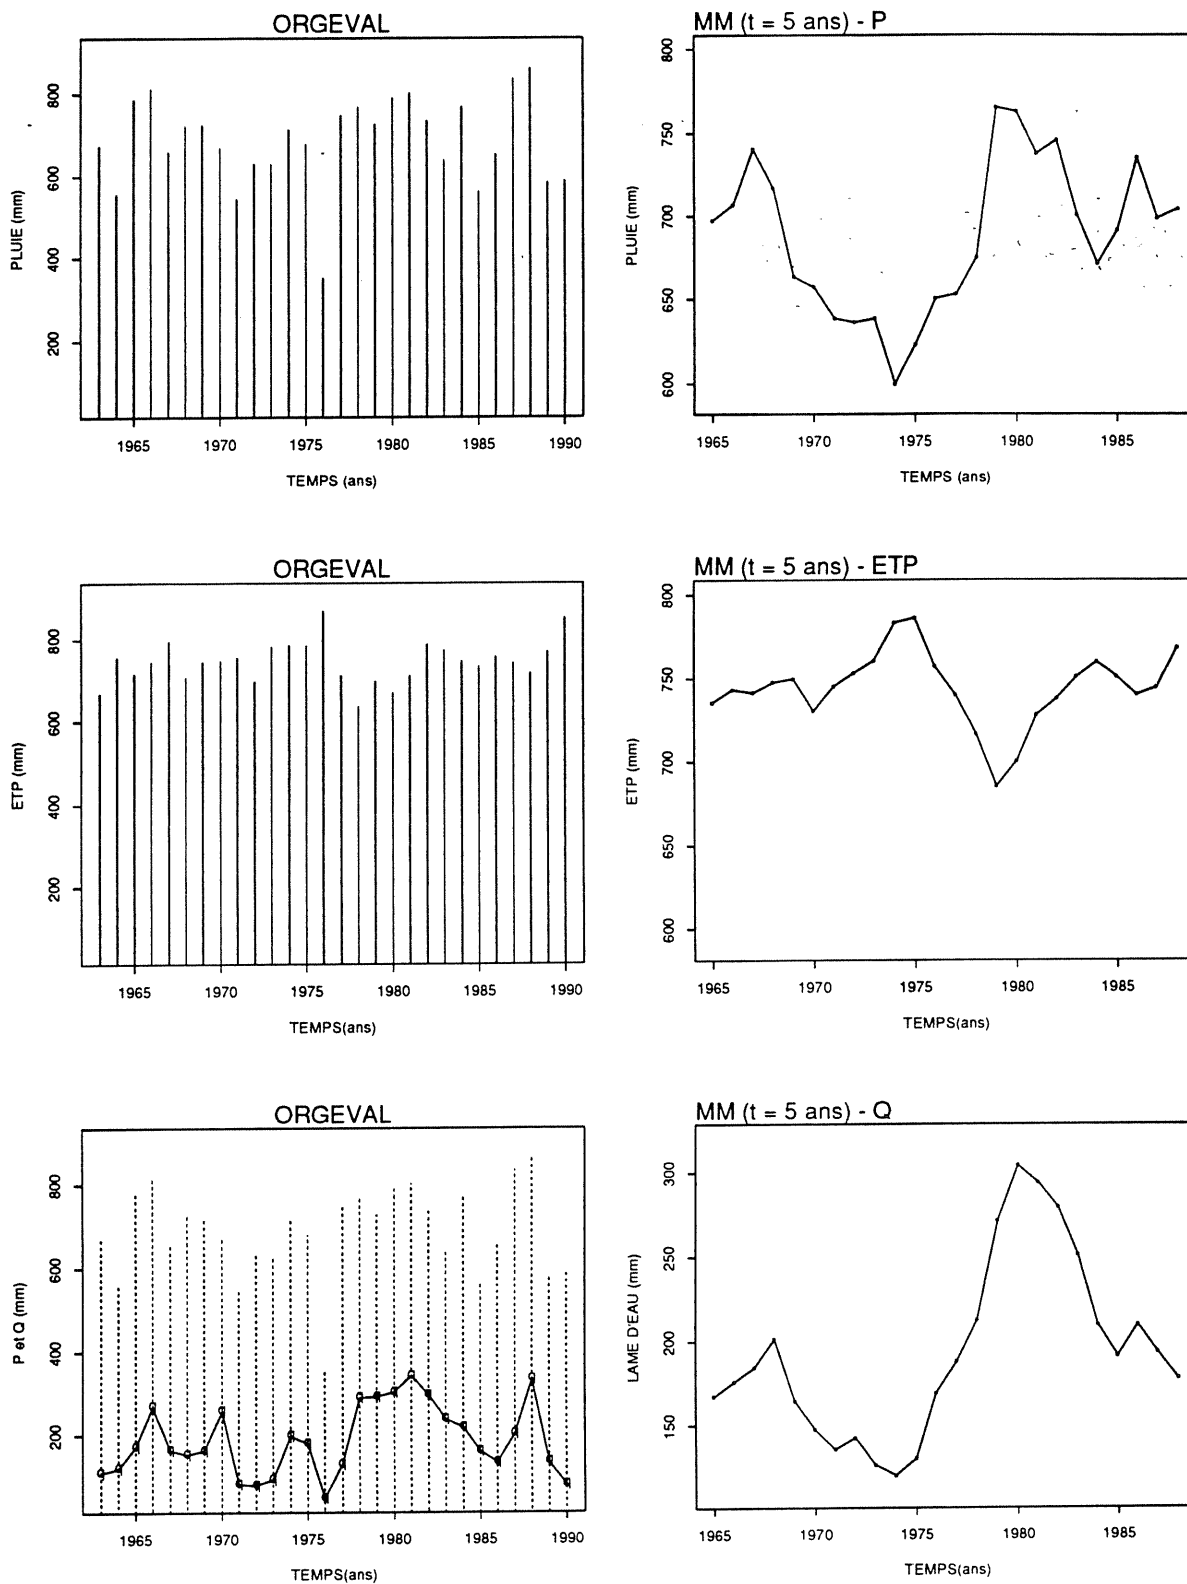 ORGEVAL
PLUIE (mm)
800
600
400
200
1965 1970 1975 1980 1985 1990
TEMPS (ans)
MM (t = 5 ans) - P
PLUIE (mm)
800
750
700
650
600
1965 1970 1975 1980 1985
TEMPS (ans)
ORGEVAL
ETP (mm)
800
600
400
200
1965 1970 1975 1980 1985 1990
TEMPS(ans)
MM (t = 5 ans) - ETP
ETP (mm)
800
750
700
650
600
1965 1970 1975 1980 1985
TEMPS(ans)
ORGEVAL
P et Q (mm)
800
600
400
200
Q Q Q Q Q Q Q Q Q Q Q Q Q Q Q Q Q Q Q Q Q Q Q Q Q Q Q Q
1965 1970 1975 1980 1985 1990
TEMPS(ans)
MM (t = 5 ans) - Q
LAME D'EAU (mm)
300
250
200
150
1965 1970 1975 1980 1985
TEMPS(ans)